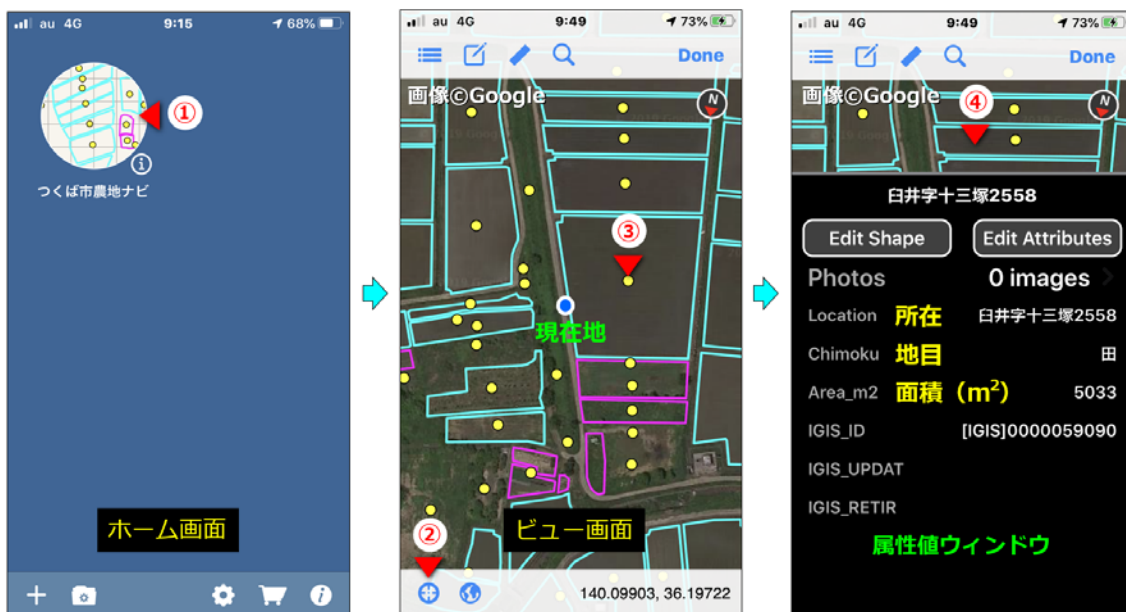 au 4G 9:15 68%
①
つくば市農地ナビ
ホーム画面
au 4G 9:49 73%
Done
画像©Google
N
③
現在地
②
ビュー画面
140.09903, 36.19722
au 4G 9:49 73%
Done
画像©Google
④
N
臼井字十三塚2558
Edit Shape Edit Attributes
Photos 0 images
Location 所在 臼井字十三塚2558
Chimoku 地目 田
Area_m2 面積（m²） 5033
IGIS_ID [IGIS]0000059090
IGIS_UPDAT
IGIS_RETIR
属性値ウィンドウ